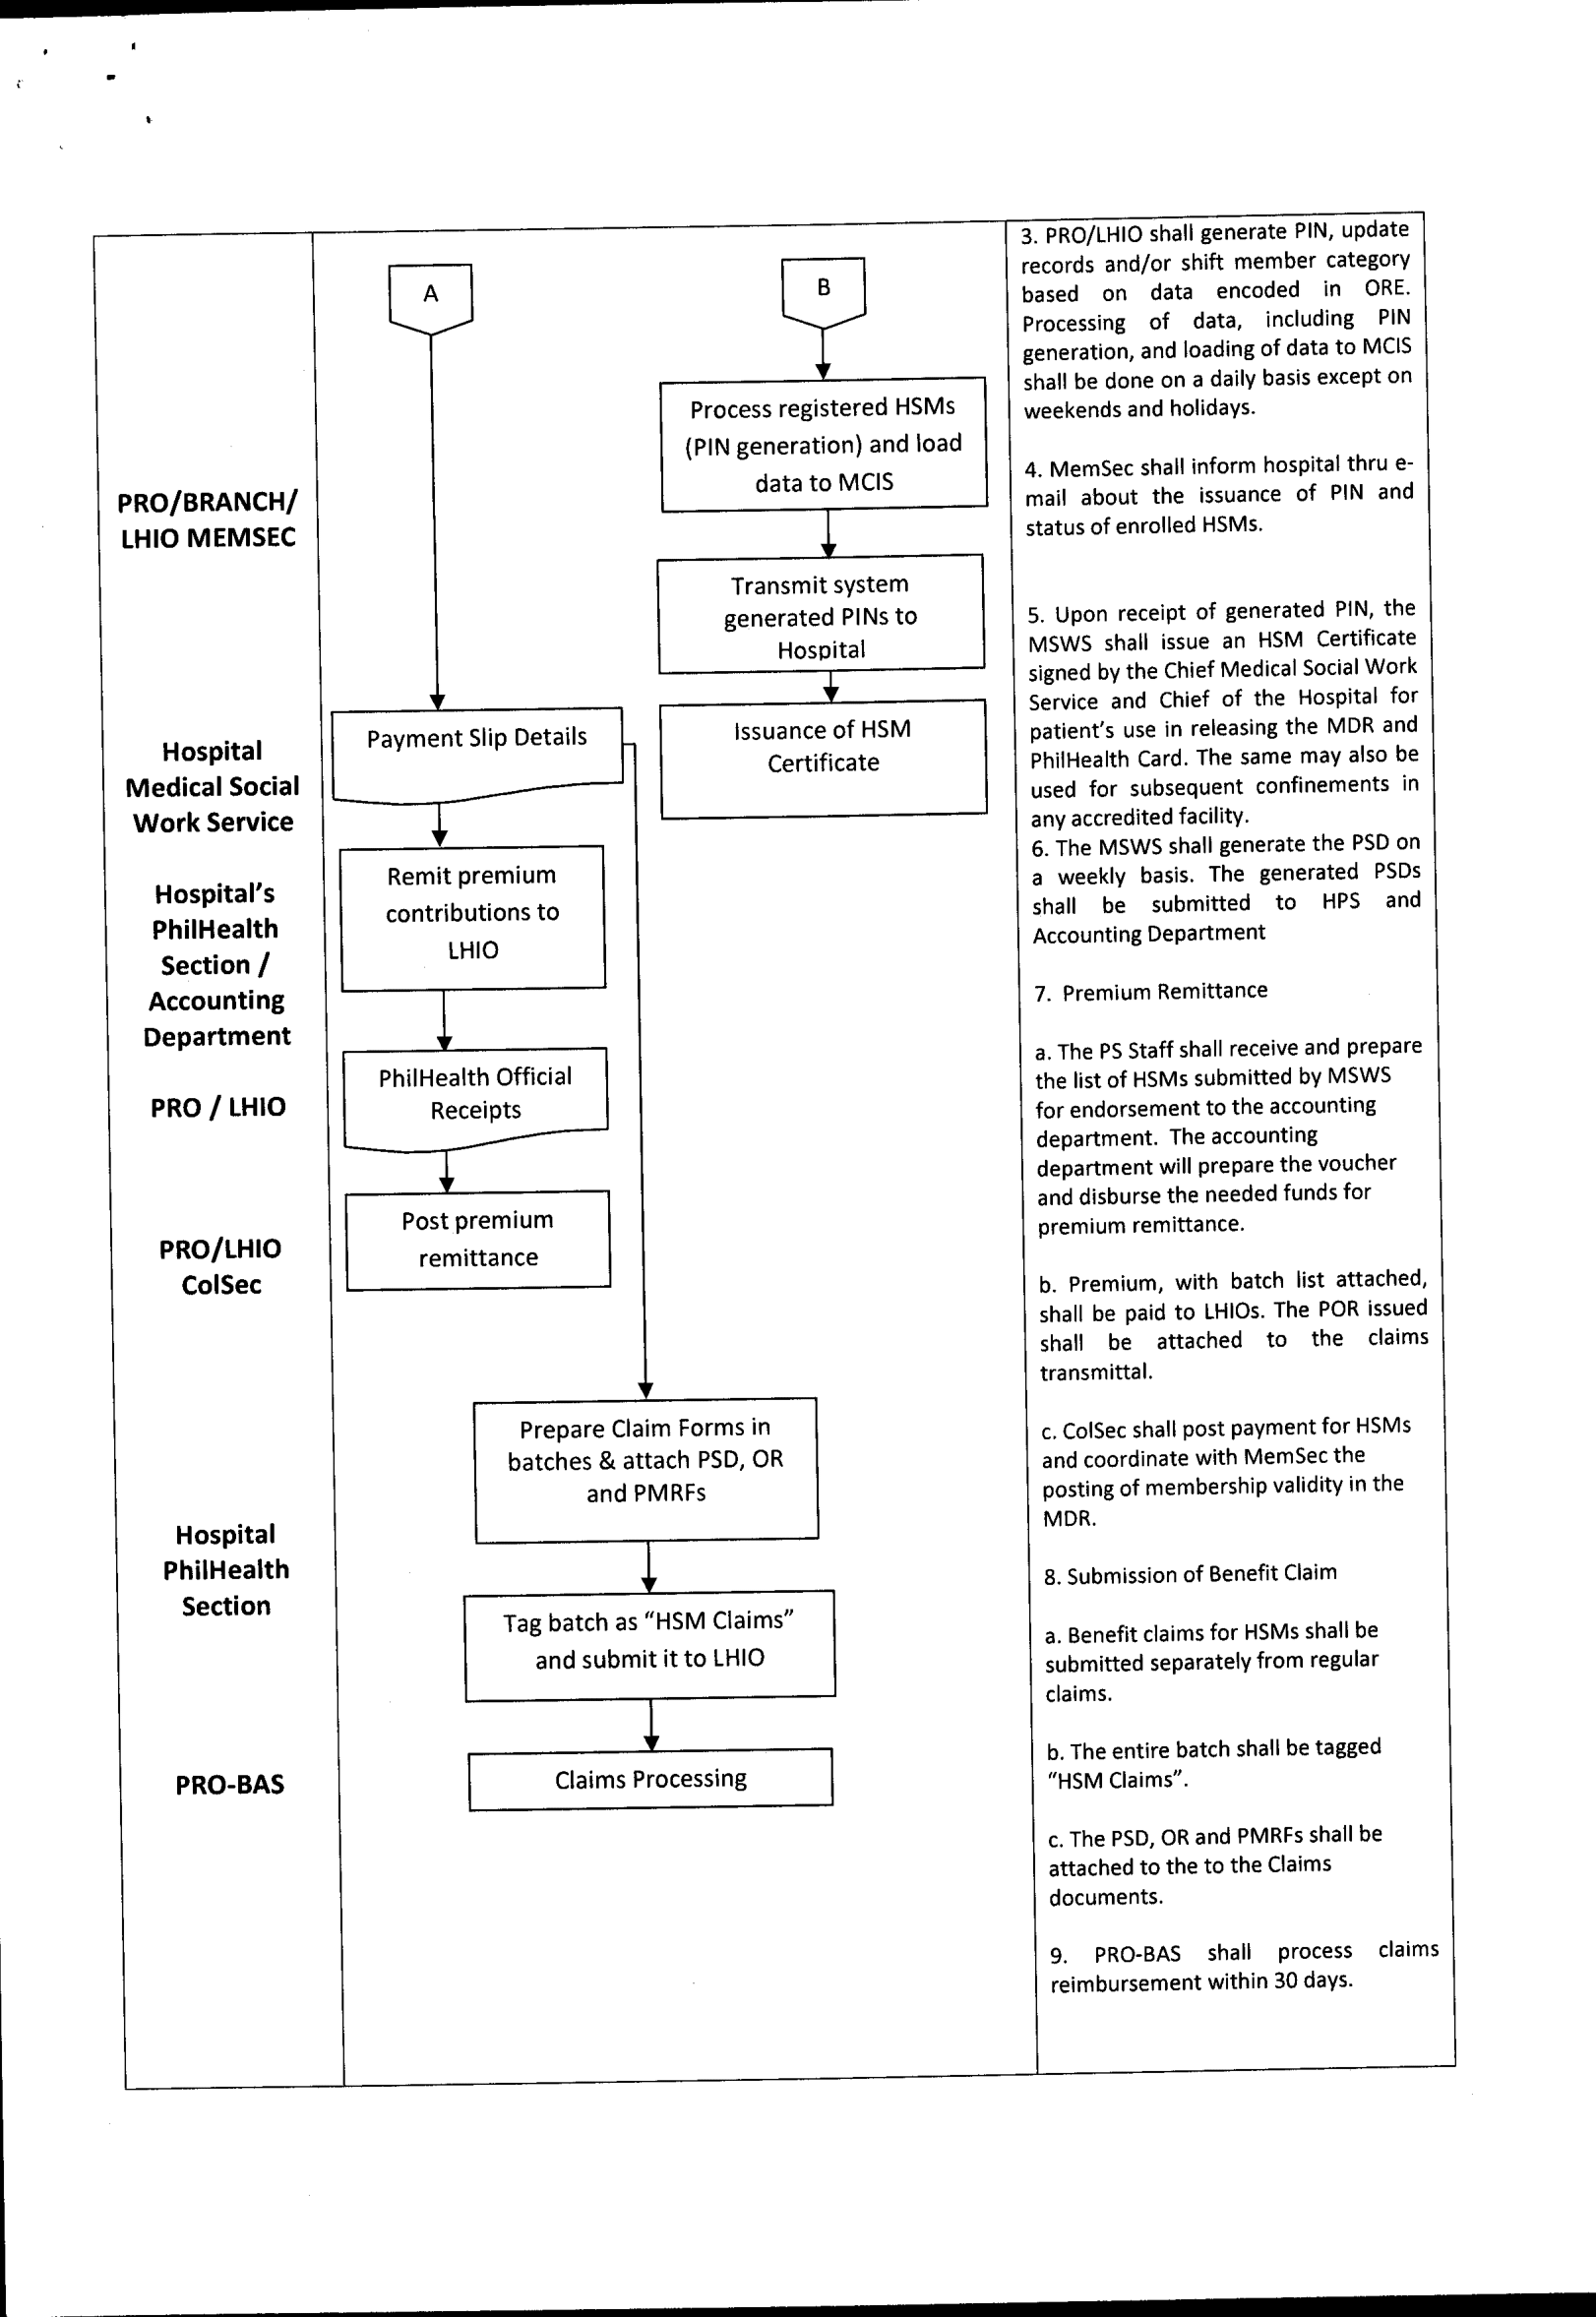 PRO/BRANCH/
LHIO MEMSEC
Hospital
Medical Social
Work Service
Hospital's
PhilHealth
Section /
Accounting
Department
PRO / LHIO
PRO/LHIO
ColSec
Hospital
PhilHealth
Section
PRO-BAS
A
Payment Slip Details
Remit premium
contributions to
LHIO
PhilHealth Official
Receipts
Post premium
remittance
B
Process registered HSMs
(PIN generation) and load
data to MCIS
Transmit system
generated PINs to
Hospital
Issuance of HSM
Certificate
Prepare Claim Forms in
batches & attach PSD, OR
and PMRFs
Tag batch as “HSM Claims”
and submit it to LHIO
Claims Processing
3. PRO/LHIO shall generate PIN, update
records and/or shift member category
based on data encoded in ORE.
Processing of data, including PIN
generation, and loading of data to MCIS
shall be done on a daily basis except on
weekends and holidays.
4. MemSec shall inform hospital thru e-
mail about the issuance of PIN and
status of enrolled HSMs.
5. Upon receipt of generated PIN, the
MSWS shall issue an HSM Certificate
signed by the Chief Medical Social Work
Service and Chief of the Hospital for
patient's use in releasing the MDR and
PhilHealth Card. The same may also be
used for subsequent confinements in
any accredited facility.
6. The MSWS shall generate the PSD on
a weekly basis. The generated PSDs
shall be submitted to HPS and
Accounting Department
7. Premium Remittance
a. The PS Staff shall receive and prepare
the list of HSMs submitted by MSWS
for endorsement to the accounting
department. The accounting
department will prepare the voucher
and disburse the needed funds for
premium remittance.
b. Premium, with batch list attached,
shall be paid to LHIOs. The POR issued
shall be attached to the claims
transmittal.
c. ColSec shall post payment for HSMs
and coordinate with MemSec the
posting of membership validity in the
MDR.
8. Submission of Benefit Claim
a. Benefit claims for HSMs shall be
submitted separately from regular
claims.
b. The entire batch shall be tagged
“HSM Claims”.
c. The PSD, OR and PMRFs shall be
attached to the to the Claims
documents.
9. PRO-BAS shall process claims
reimbursement within 30 days.